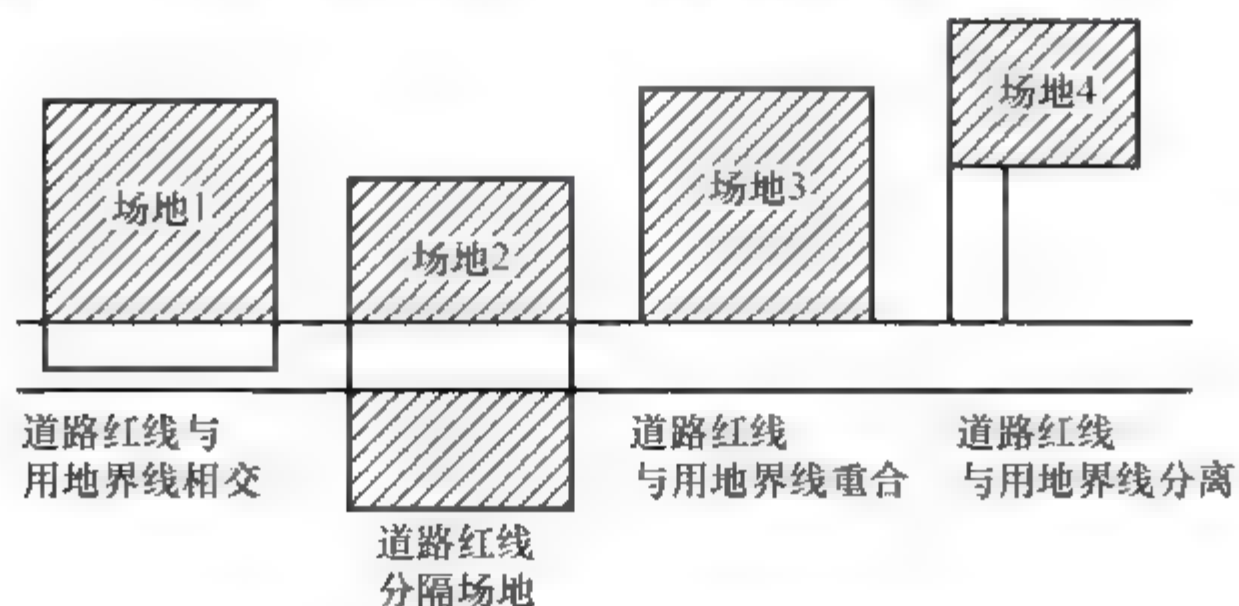 场地1
场地2
场地3
场地4
道路红线与
用地界线相交
道路红线
分隔场地
道路红线
与用地界线重合
道路红线
与用地界线分离